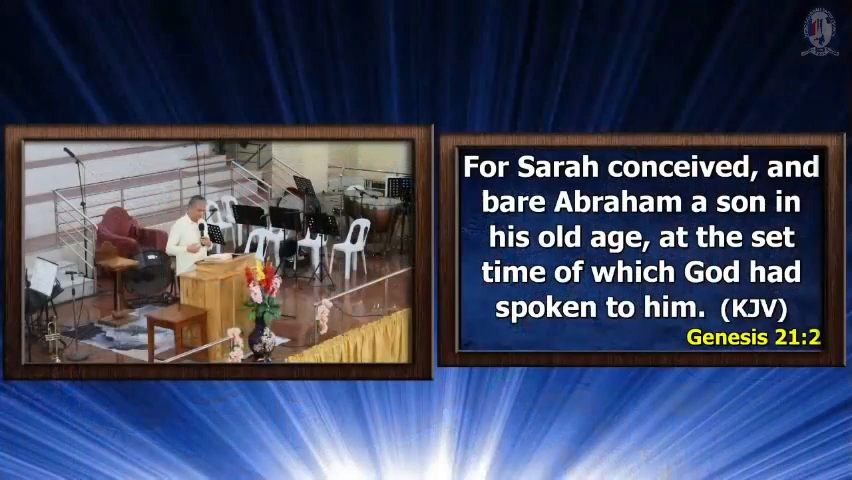 For Sarah conceived, and
bare Abraham a son in
his old age, at the set
time of which God had
spoken to him. (KJV)
Genesis 21:2